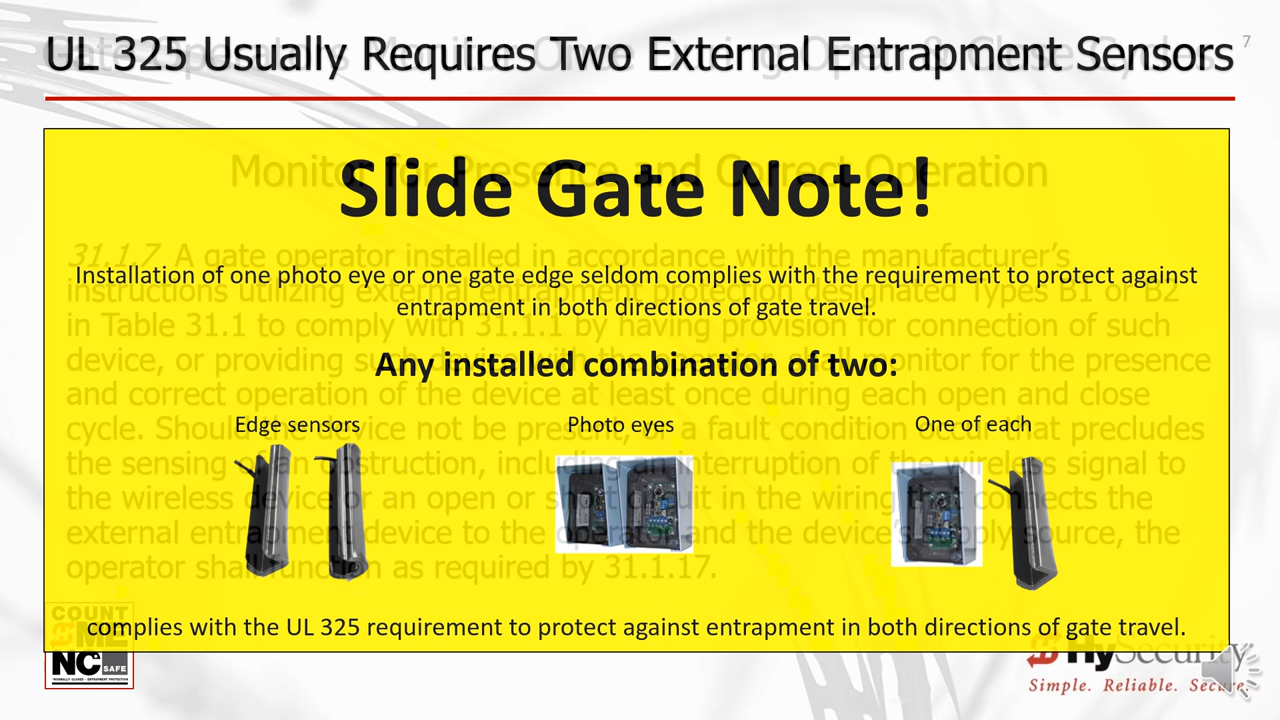 UL 325 Usually Requires Two External Entrapment Sensors
7
Monitor for Presence and Correct Operation
Slide Gate Note!
31.1.7 A gate operator installed in accordance with the manufacturer's
Installation of one photo eye or one gate edge seldom complies with the requirement to protect against
instructions utilizing external entrapment protection designated Types B1 or B2
entrapment in both directions of gate travel.
in Table 31.1 to comply with 31.1.1 by having provision for connection of such
device, or providing such device with the operator, shall monitor for the presence
Any installed combination of two:
and correct operation of the device at least once during each open and close
cycle. Should the device not be present, or a fault condition occur that precludes
Edge sensors
Photo eyes
One of each
the sensing of an obstruction, including an interruption of the wireless signal to
the wireless device or an open or short circuit in the wiring that connects the
external entrapment device to the operator and the device's supply source, the
operator shall function as required by 31.1.17.
complies with the UL 325 requirement to protect against entrapment in both directions of gate travel.
COUNT
ME
NC SAFE
*NORMALLY CLOSED - ENTRAPMENT PROTECTION
HySecurity
Simple. Reliable. Secure.